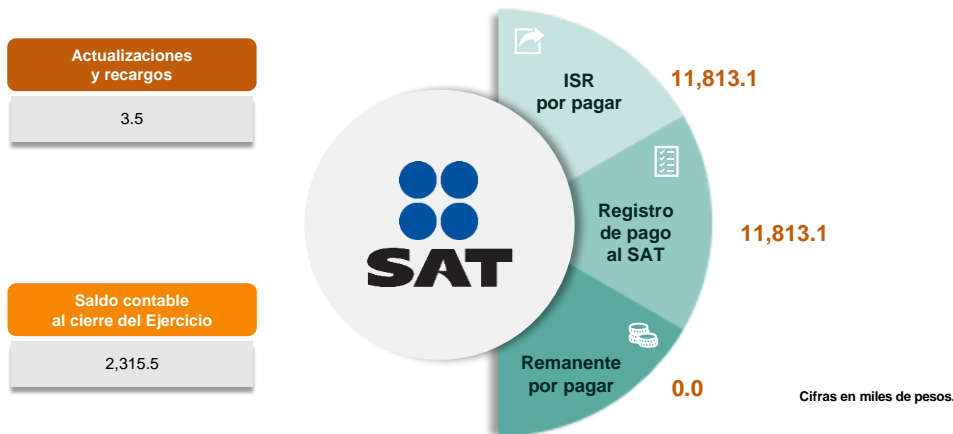 Actualizaciones
y recargos
3.5
Saldo contable
al cierre del Ejercicio
2,315.5
SAT
ISR
por pagar
11,813.1
Registro
de pago
al SAT
11,813.1
Remanente
por pagar
0.0
Cifras en miles de pesos.